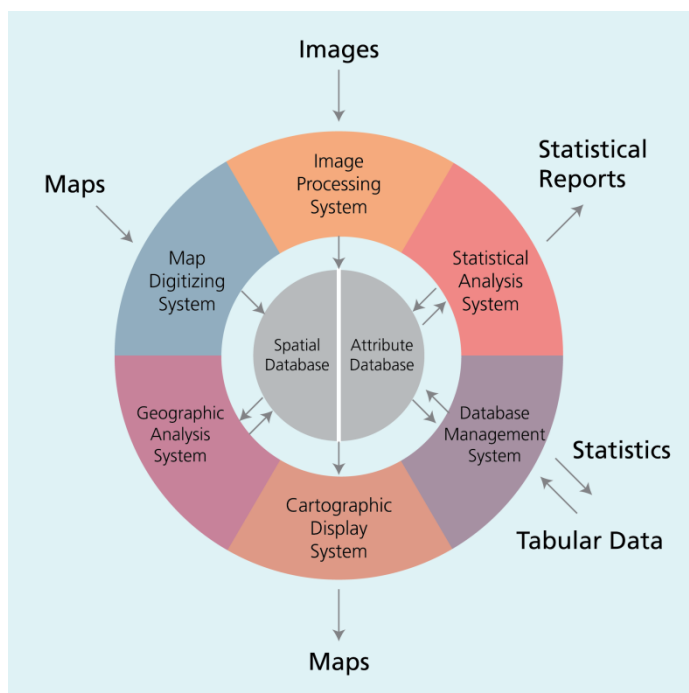 Images
Image
Processing
System
Statistical
Reports
Maps
Map
Digitizing
System
Statistical
Analysis
System
Spatial
Database
Attribute
Database
Geographic
Analysis
System
Database
Management
System
Statistics
Tabular Data
Cartographic
Display
System
Maps